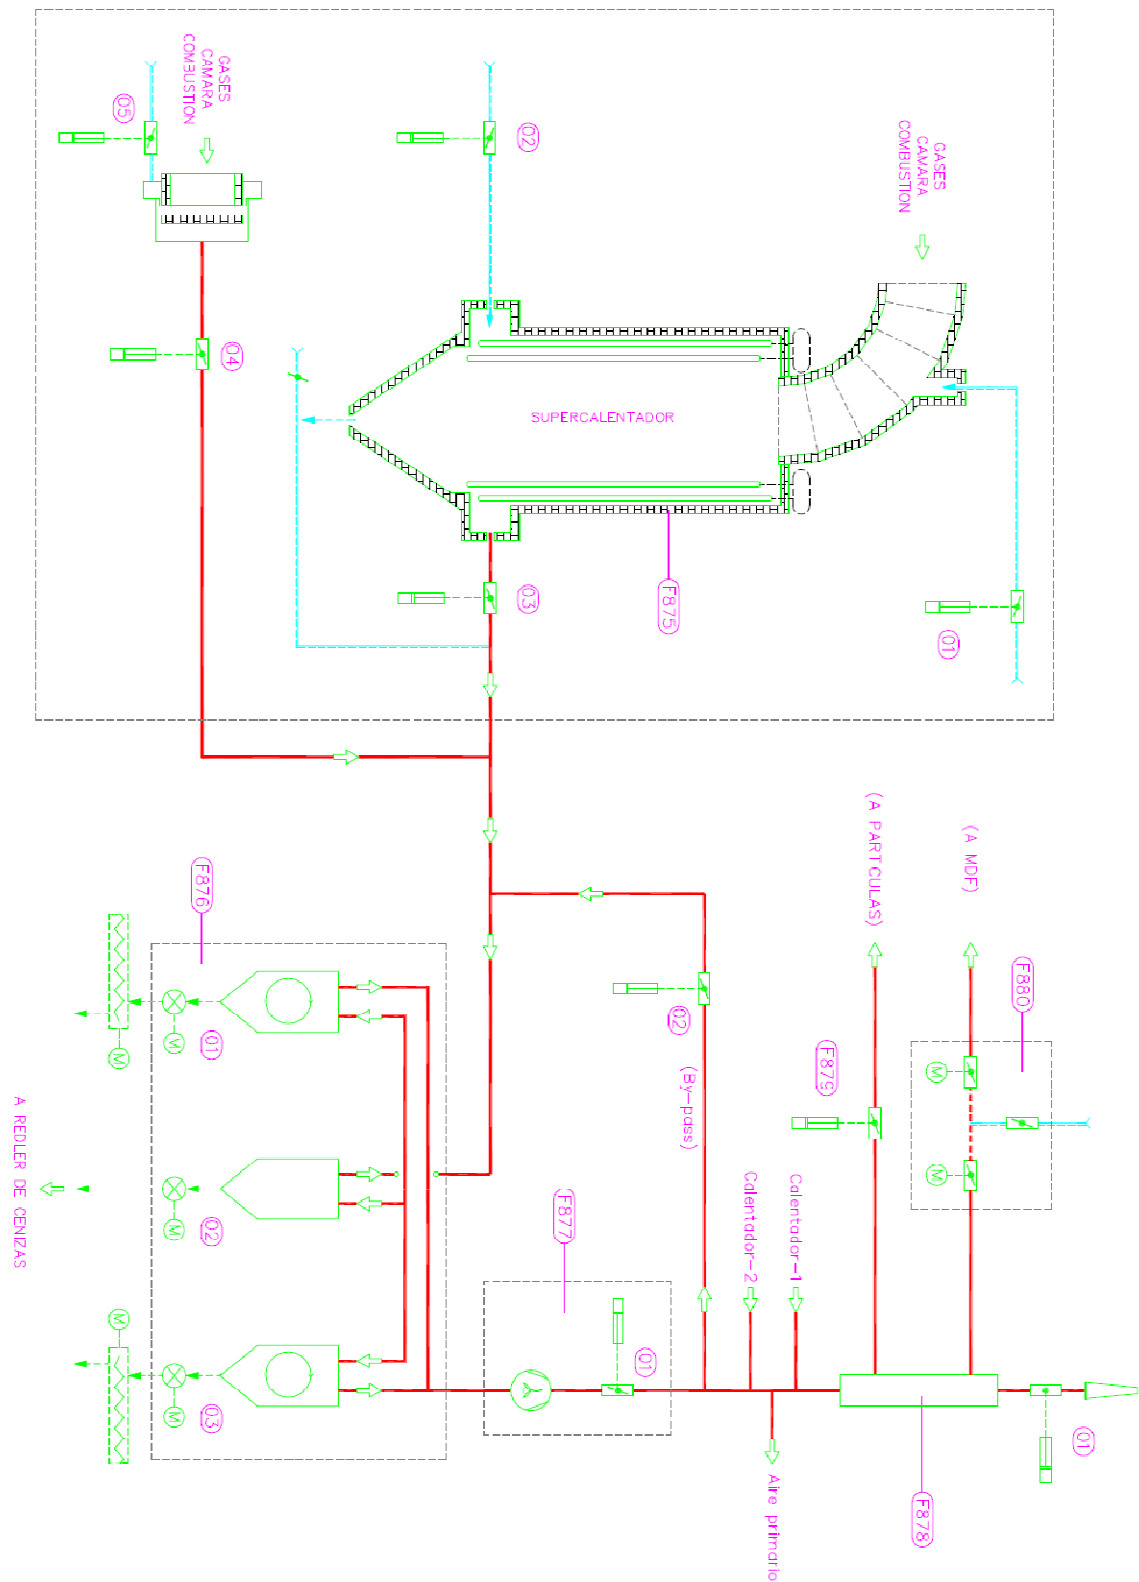 01
F880
(A MDF)
GASES
CAMARA
COMBUSTION
01
M
M
F878
(A PARTCULAS)
F879
Calentador-1
Aire primario
Calentador-2
(By-pass)
02
F875
01
SUPERCALENTADOR
F877
02
03
GASES
CAMARA
COMBUSTION
04
F876
01
02
03
M
M
M
05
M
M
A REDLER DE CENIZAS